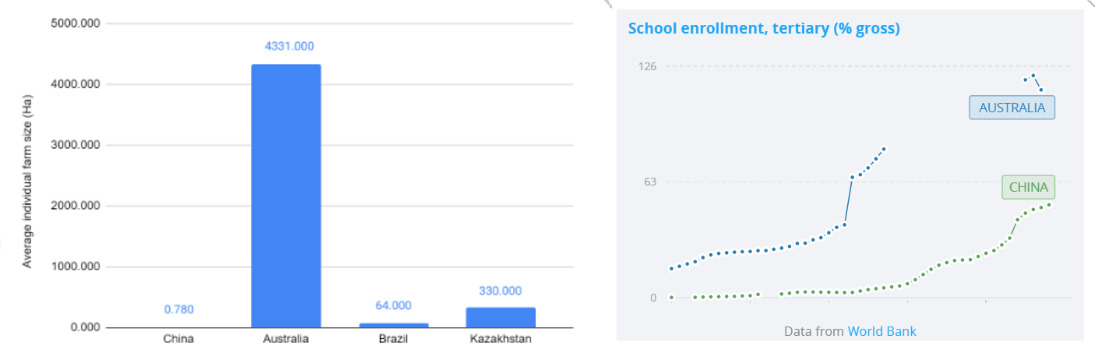 Average individual farm size (Ha)
5000.000
4000.000
3000.000
2000.000
1000.000
0.000
0.780
4331.000
64.000
330.000
China
Australia
Brazil
Kazakhstan
School enrollment, tertiary (% gross)
126
63
0
AUSTRALIA
CHINA
Data from World Bank